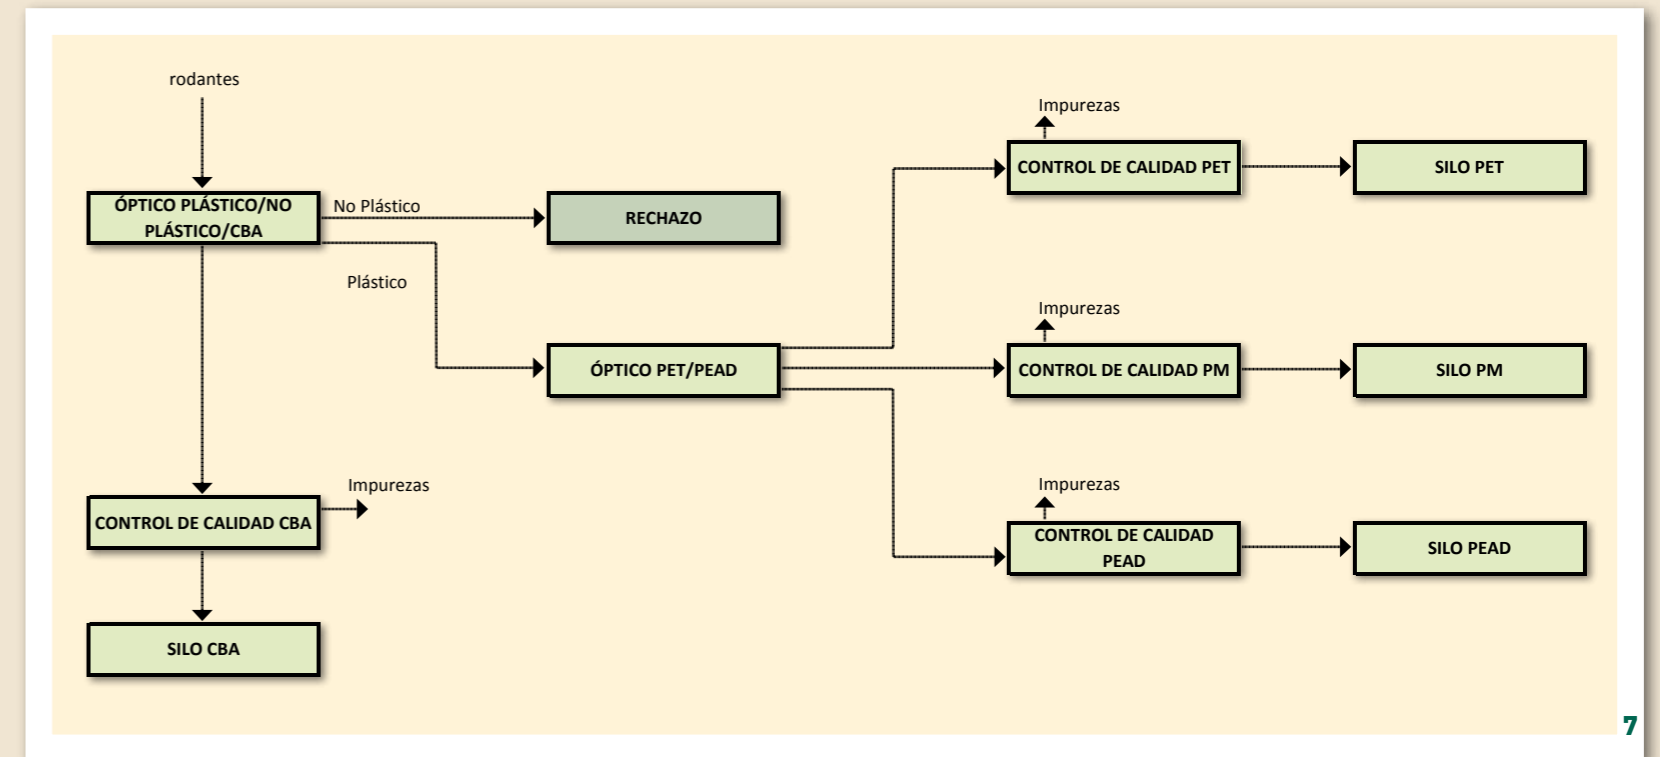 rodantes
ÓPTICO PLÁSTICO/NO
PLÁSTICO/CBA
No Plástico
RECHAZO
Plástico
ÓPTICO PET/PEAD
Impurezas
CONTROL DE CALIDAD PET
SILO PET
Impurezas
CONTROL DE CALIDAD PM
SILO PM
Impurezas
CONTROL DE CALIDAD
PEAD
SILO PEAD
CONTROL DE CALIDAD CBA
Impurezas
SILO CBA
7